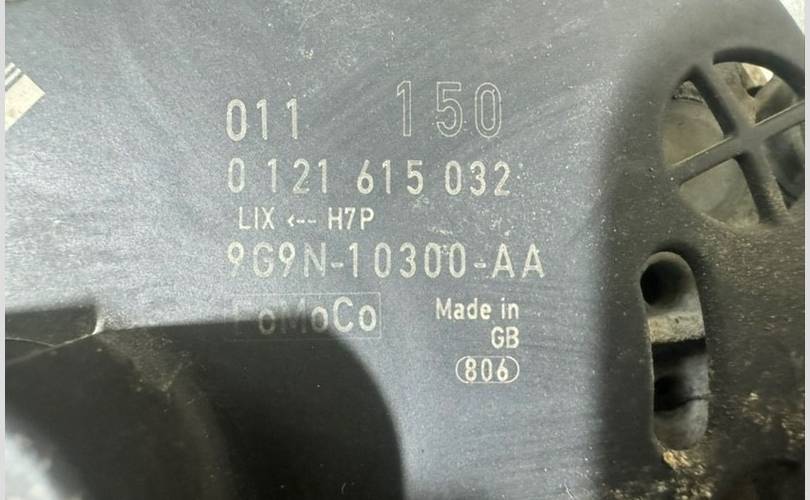 011 150
0 121 615 032
LIX <-- H7P
9G9N-10300-AA
FoMoCo
Made in
GB
806